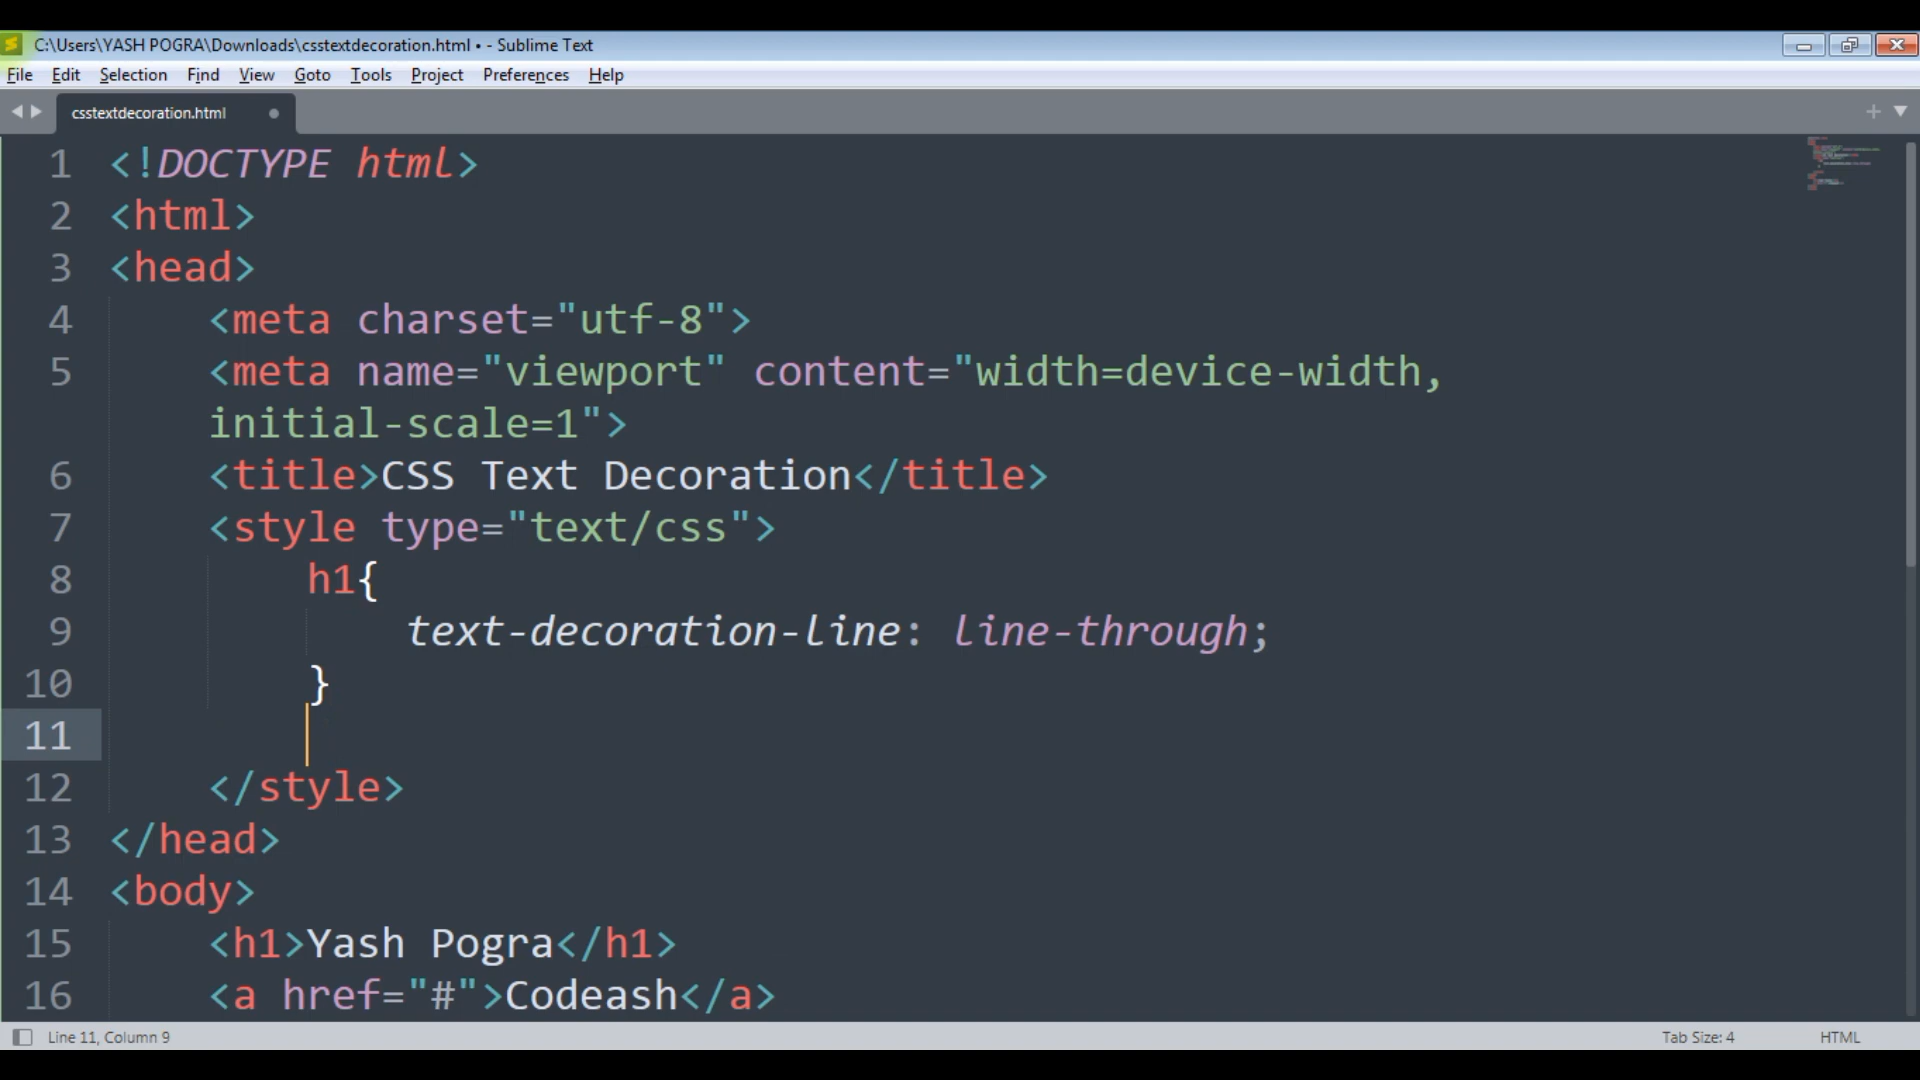 C:\Users\YASH POGRA\Downloads\csstextdecoration.html • - Sublime Text
File Edit Selection Find View Goto Tools Project Preferences Help
csstextdecoration.html
1 <!DOCTYPE html>
2 <html>
3 <head>
4 <meta charset="utf-8">
5 <meta name="viewport" content="width=device-width,
initial-scale=1">
6 <title>CSS Text Decoration</title>
7 <style type="text/css">
8 h1{
9 text-decoration-line: line-through;
10 }
11
12 </style>
13 </head>
14 <body>
15 <h1>Yash Pogra</h1>
16 <a href="#">Codeash</a>
Line 11, Column 9 Tab Size: 4 HTML